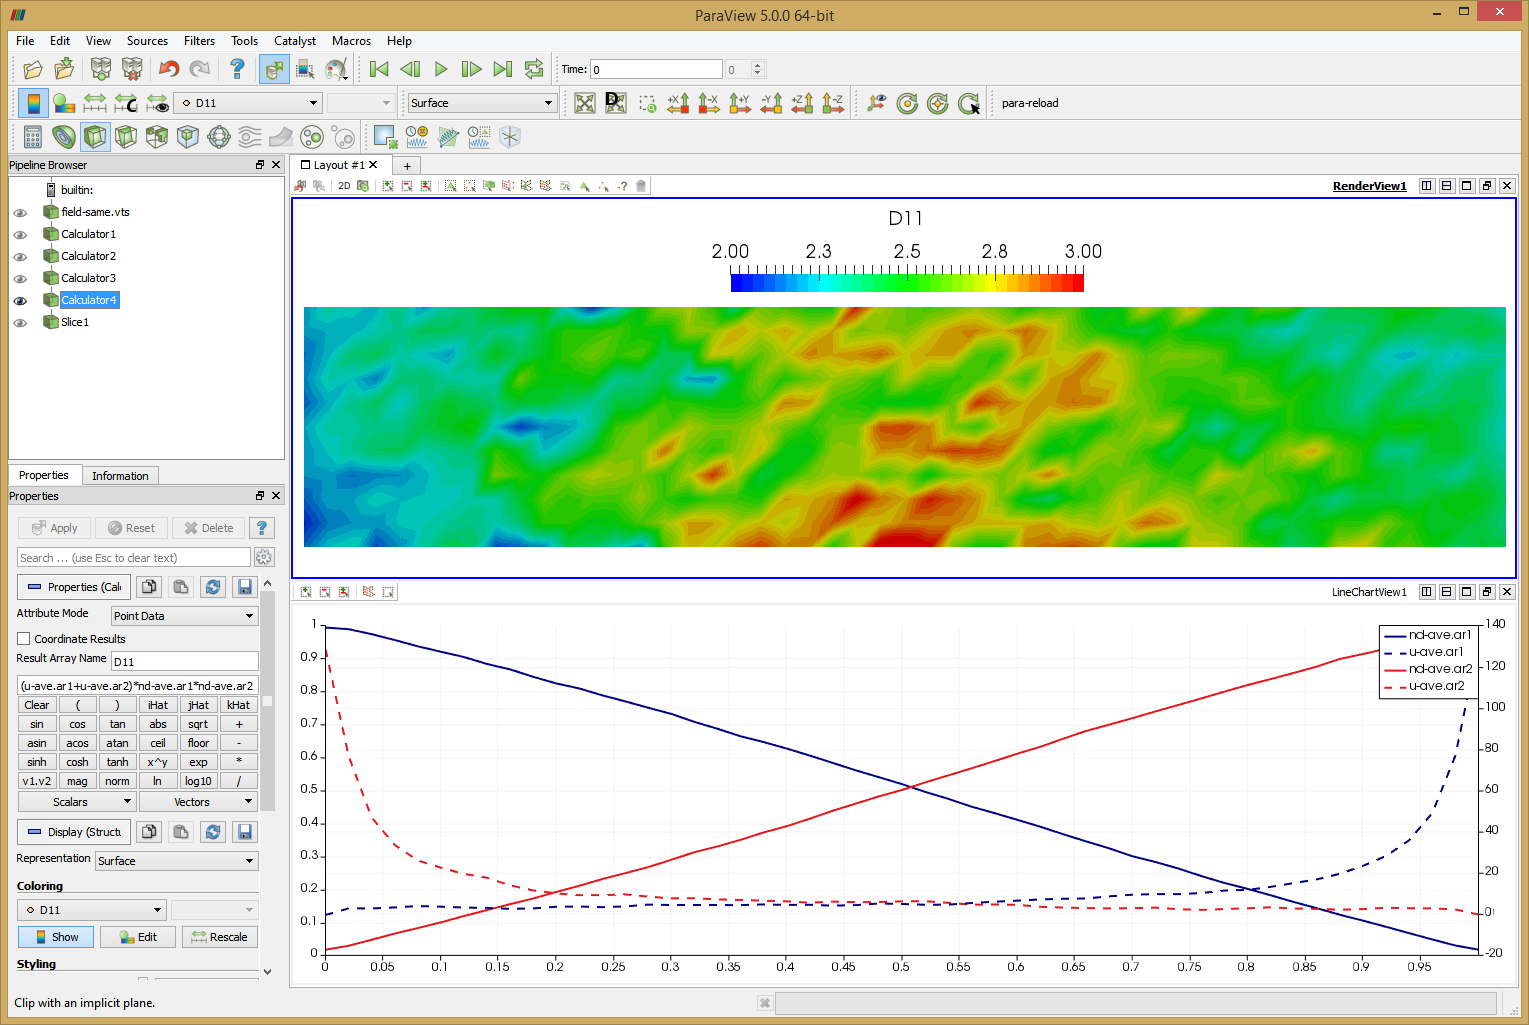 ParaView 5.0.0 64-bit
File Edit View Sources Filters Tools Catalyst Macros Help
Time: 0 0
D11 Surface D +X -X +Y -Y +Z -Z para-reload
Pipeline Browser
Layout #1
2D
RenderView1
builtin:
field-same.vts
Calculator1
Calculator2
Calculator3
Calculator4
Slice1
D11
2.00 2.3 2.5 2.8 3.00
Properties Information
Properties
Apply Reset Delete ?
Search ... (use Esc to clear text)
Properties (Calc
Attribute Mode Point Data
Coordinate Results
Result Array Name D11
(u-ave.ar1+u-ave.ar2)*nd-ave.ar1*nd-ave.ar2
Clear ( ) iHat jHat kHat
sin cos tan abs sqrt +
asin acos atan ceil floor -
sinh cosh tanh x^y exp *
v1.v2 mag norm ln log10 /
Scalars Vectors
Display (Structu
Representation Surface
Coloring
D11
Show Edit Rescale
Styling
LineChartView1
1
0.9
0.8
0.7
0.6
0.5
0.4
0.3
0.2
0.1
0
140
120
100
80
60
40
20
0
-20
nd-ave.ar1
u-ave.ar1
nd-ave.ar2
u-ave.ar2
0 0.05 0.1 0.15 0.2 0.25 0.3 0.35 0.4 0.45 0.5 0.55 0.6 0.65 0.7 0.75 0.8 0.85 0.9 0.95
Clip with an implicit plane.